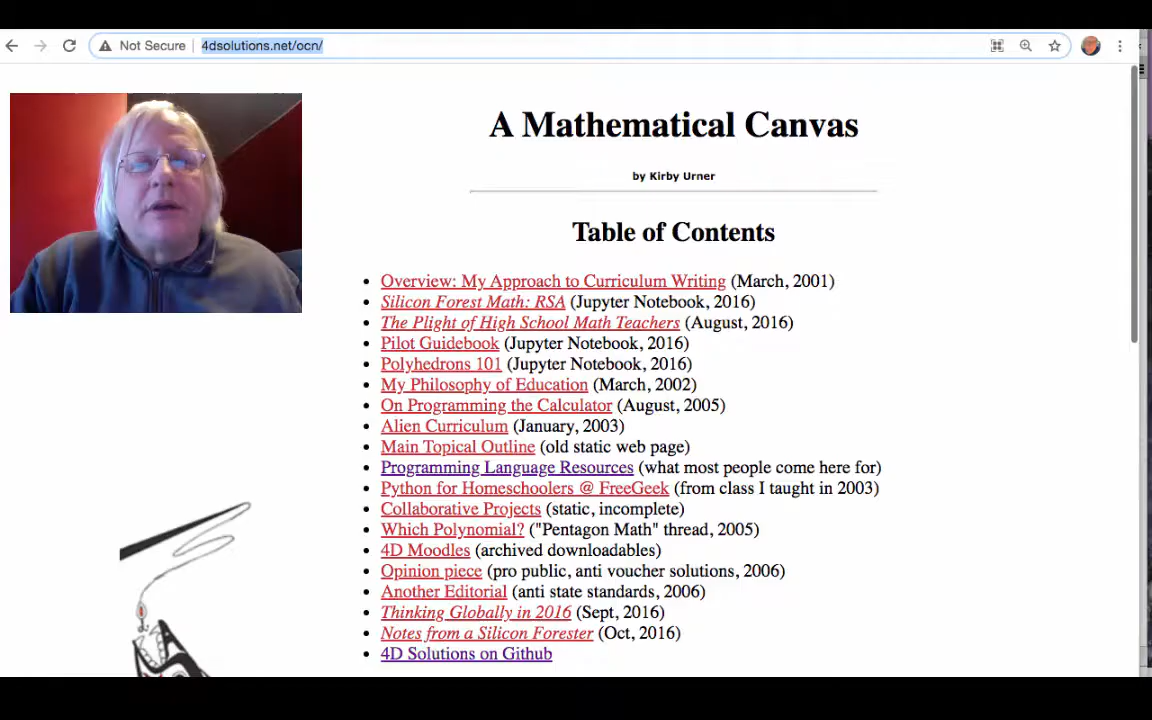 Not Secure 4dsolutions.net/ocn/
A Mathematical Canvas
by Kirby Urner
Table of Contents
Overview: My Approach to Curriculum Writing (March, 2001)
Silicon Forest Math: RSA (Jupyter Notebook, 2016)
The Plight of High School Math Teachers (August, 2016)
Pilot Guidebook (Jupyter Notebook, 2016)
Polyhedrons 101 (Jupyter Notebook, 2016)
My Philosophy of Education (March, 2002)
On Programming the Calculator (August, 2005)
Alien Curriculum (January, 2003)
Main Topical Outline (old static web page)
Programming Language Resources (what most people come here for)
Python for Homeschoolers @ FreeGeek (from class I taught in 2003)
Collaborative Projects (static, incomplete)
Which Polynomial? ("Pentagon Math" thread, 2005)
4D Moodles (archived downloadables)
Opinion piece (pro public, anti voucher solutions, 2006)
Another Editorial (anti state standards, 2006)
Thinking Globally in 2016 (Sept, 2016)
Notes from a Silicon Forester (Oct, 2016)
4D Solutions on Github